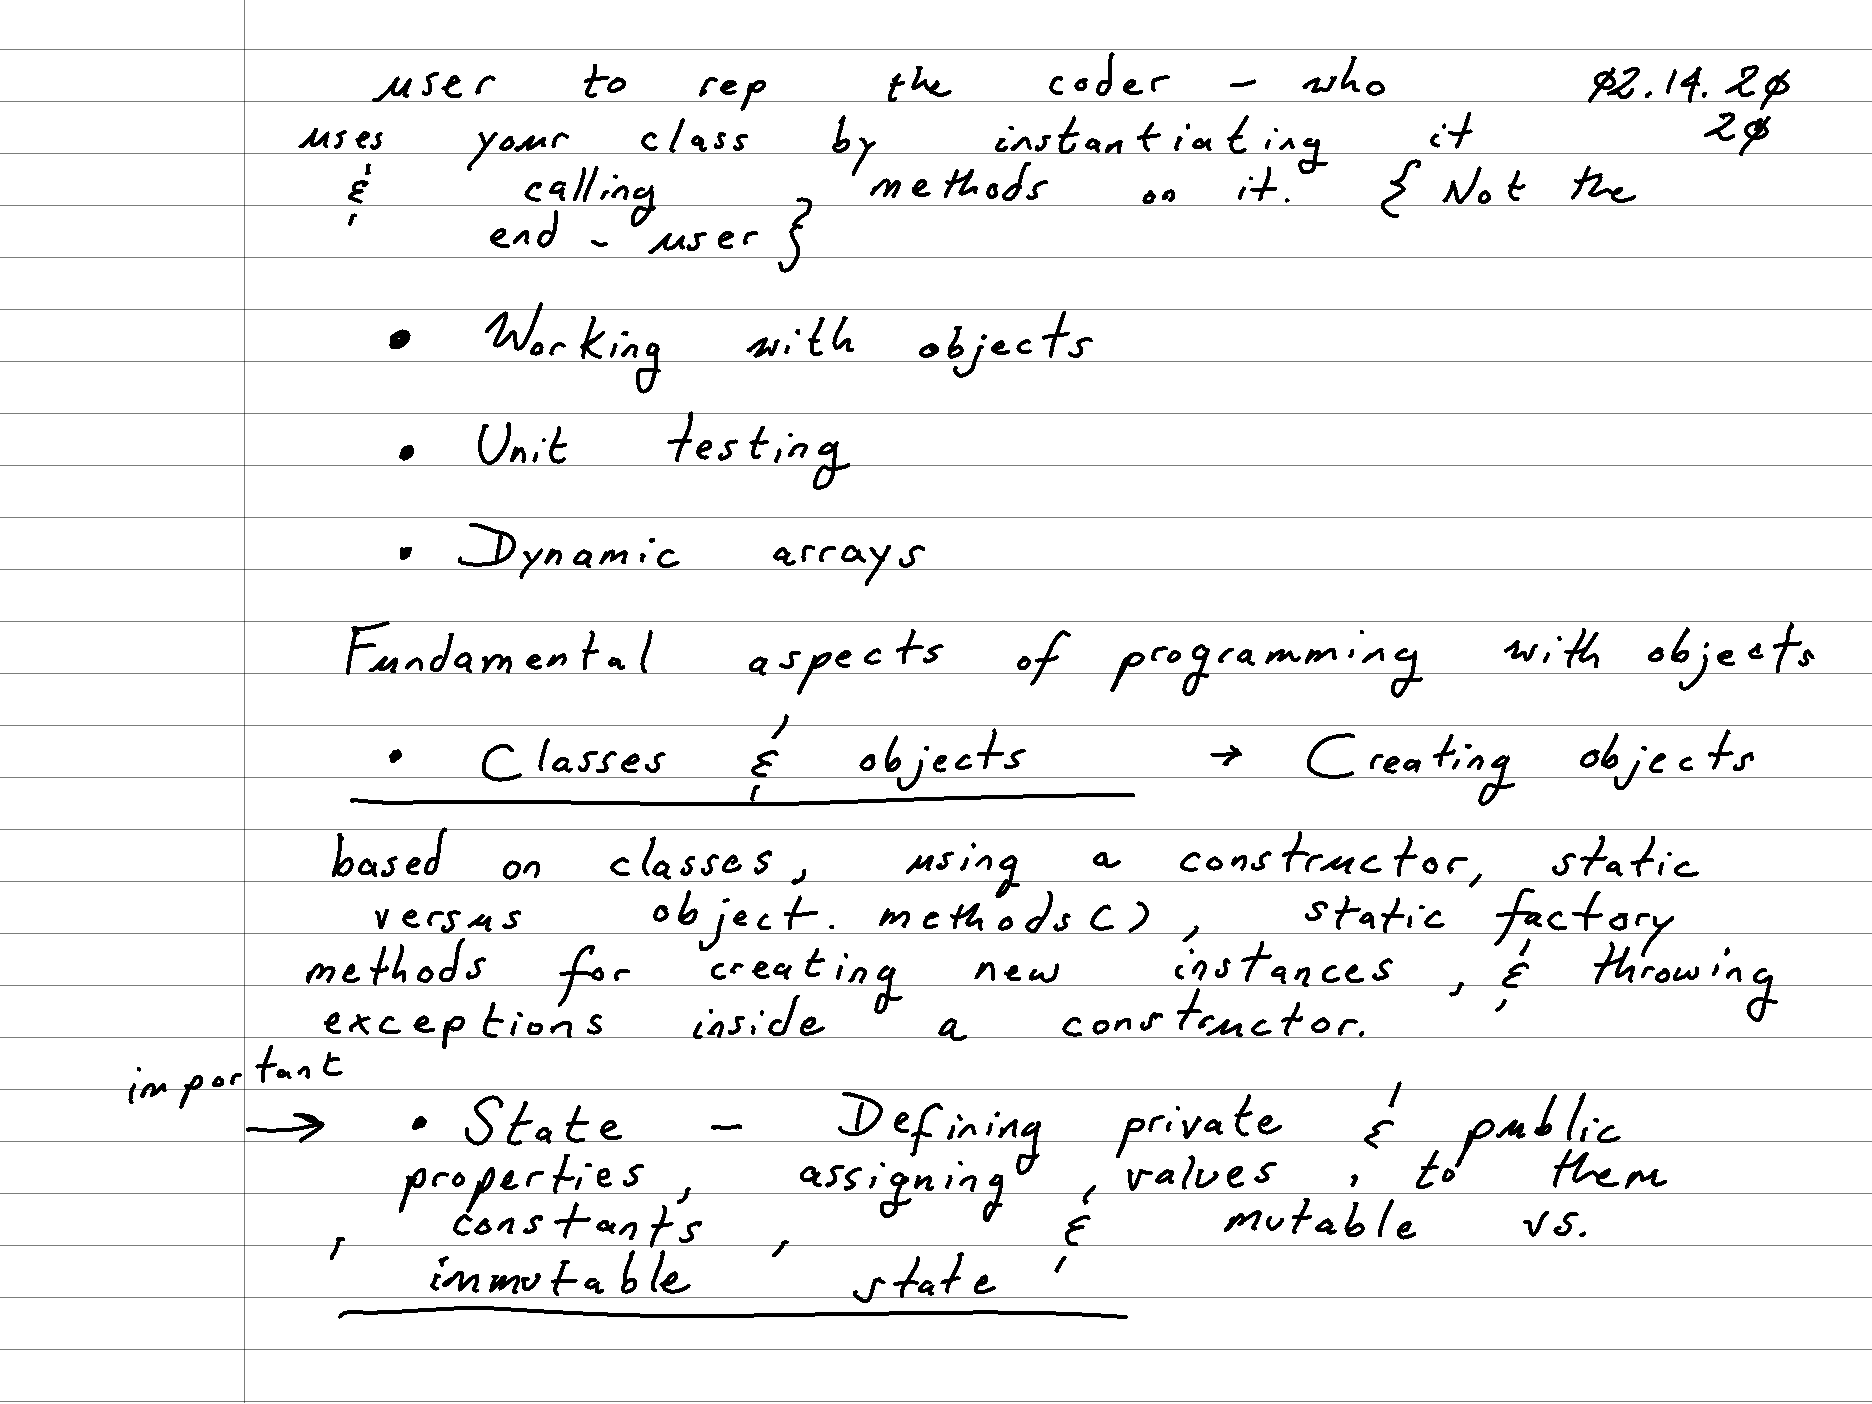 user to rep the coder - who 02.14.20
uses your class by instantiating it 20
& calling methods on it. { Not the
end - user }
• Working with objects
• Unit testing
• Dynamic arrays
Fundamental aspects of programming with objects
• Classes & objects → Creating objects
based on classes, using a constructor, static
versus object. methods(), static factory
methods for creating new instances, & throwing
exceptions inside a constructor.
important
→ • State - Defining private & public
properties, assigning values to them
, constants, & mutable vs.
immutable state